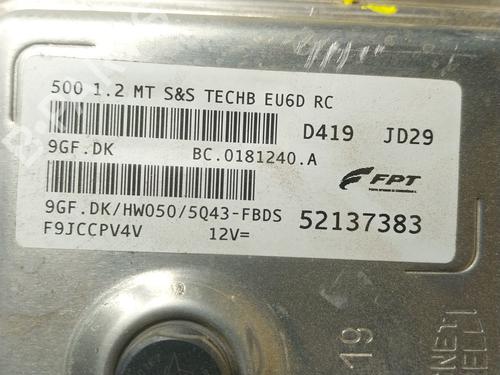 500 1.2 MT S&S TECHB EU6D RC
D419 JD29
9GF.DK BC.0181240.A
FPT
9GF.DK/HW050/5Q43-FBDS 52137383
F9JCCPV4V 12V=
19